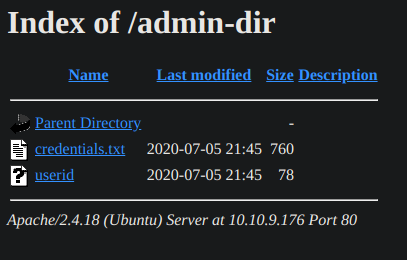 Index of /admin-dir
Name Last modified Size Description
Parent Directory -
credentials.txt 2020-07-05 21:45 760
userid 2020-07-05 21:45 78
Apache/2.4.18 (Ubuntu) Server at 10.10.9.176 Port 80